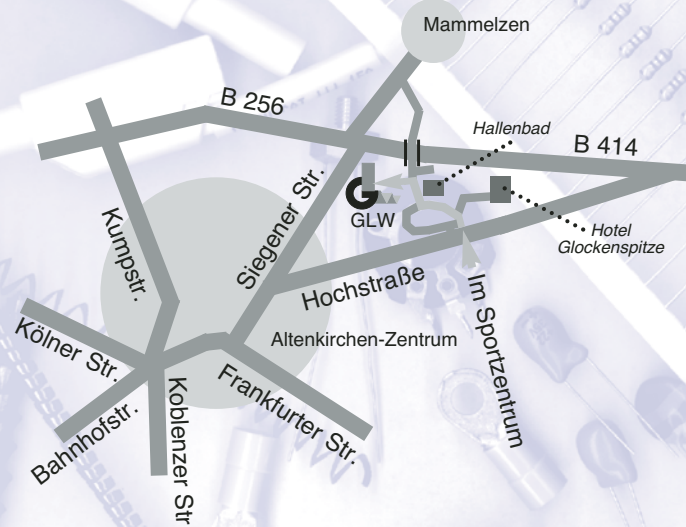 Mammelzen
B 256
Hallenbad
B 414
Siegener Str.
G
GLW
Kumpstr.
Hotel
Glockenspitze
Hochstraße
Im Sportzentrum
Kölner Str.
Altenkirchen-Zentrum
Frankfurter Str.
Bahnhofstr.
Koblenzer Str